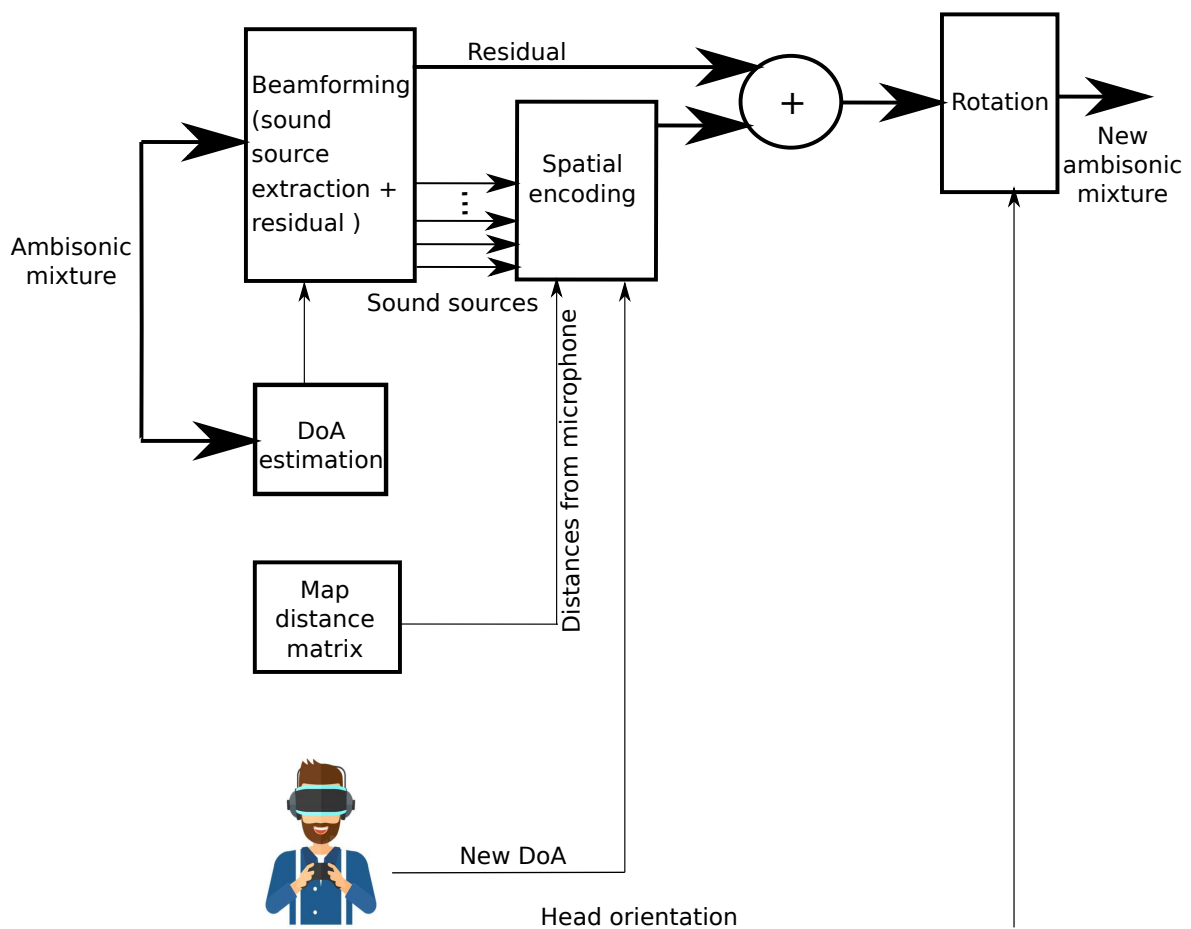 Residual
Beamforming
(sound
source
extraction +
residual )
Spatial
encoding
+
Rotation
New
ambisonic
mixture
Ambisonic
mixture
Sound sources
Distances from microphone
DoA
estimation
Map
distance
matrix
New DoA
Head orientation